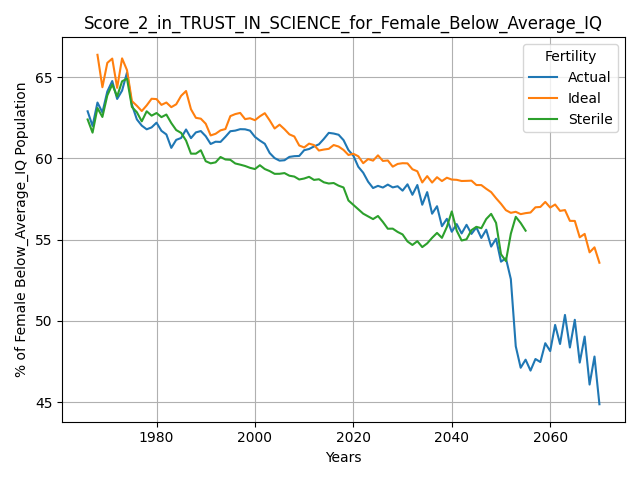 Score_2_in_TRUST_IN_SCIENCE_for_Female_Below_Average_IQ
% of Female Below_Average_IQ Population
65
60
55
50
45
Fertility
Actual
Ideal
Sterile
1980
2000
2020
2040
2060
Years